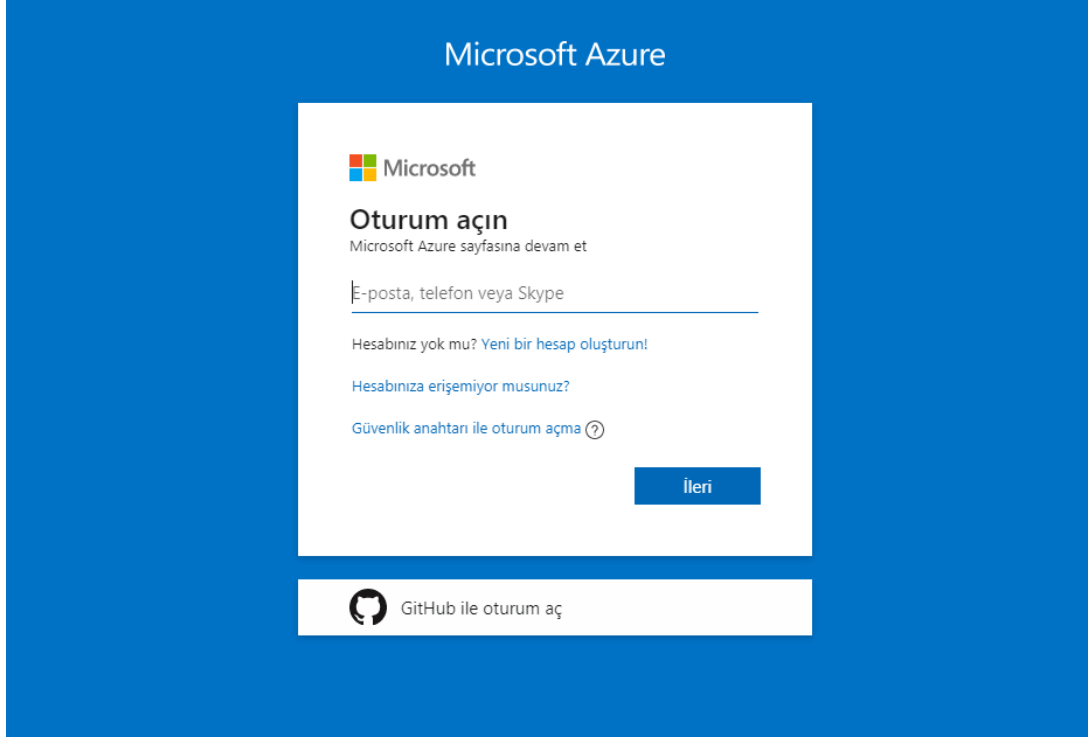 Microsoft Azure
Microsoft
Oturum açın
Microsoft Azure sayfasına devam et
E-posta, telefon veya Skype
Hesabınız yok mu? Yeni bir hesap oluşturun!
Hesabınıza erişemiyor musunuz?
Güvenlik anahtarı ile oturum açma ?
İleri
GitHub ile oturum aç